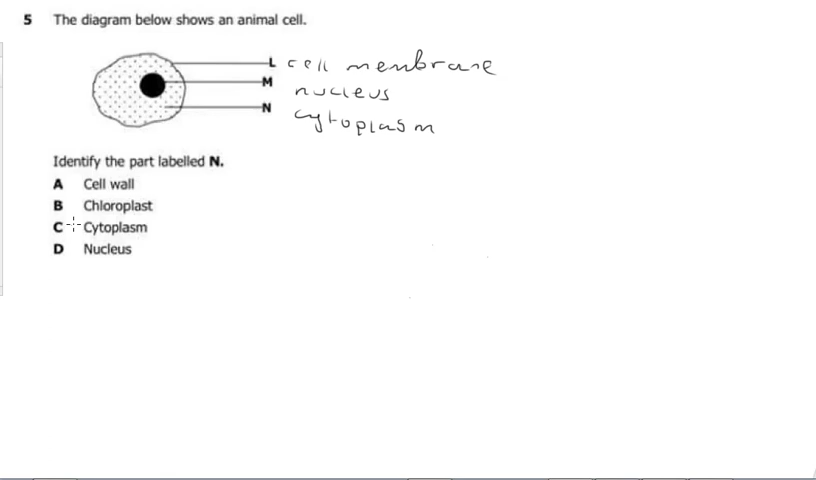 5 The diagram below shows an animal cell.
L cell membrane
M nucleus
N cytoplasm
Identify the part labelled N.
A Cell wall
B Chloroplast
C Cytoplasm
D Nucleus